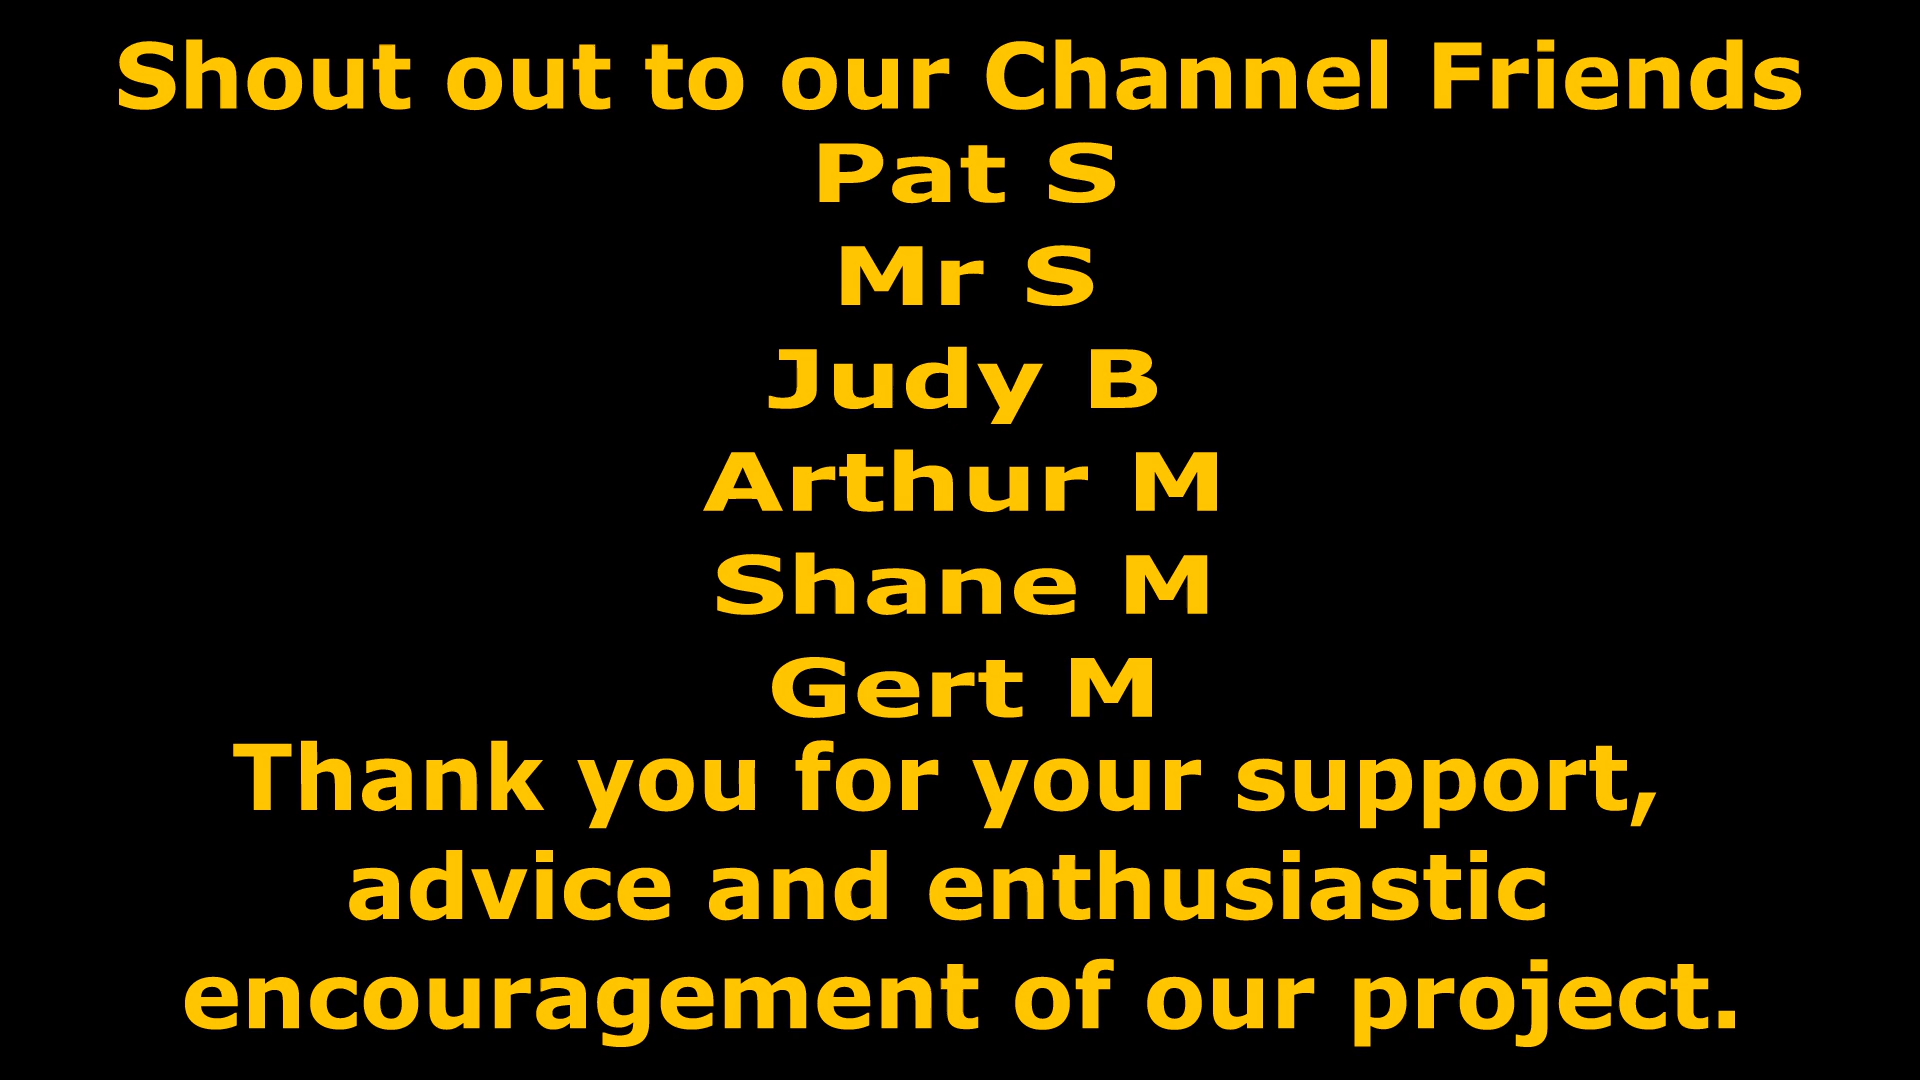 Shout out to our Channel Friends
Pat S
Mr S
Judy B
Arthur M
Shane M
Gert M
Thank you for your support,
advice and enthusiastic
encouragement of our project.